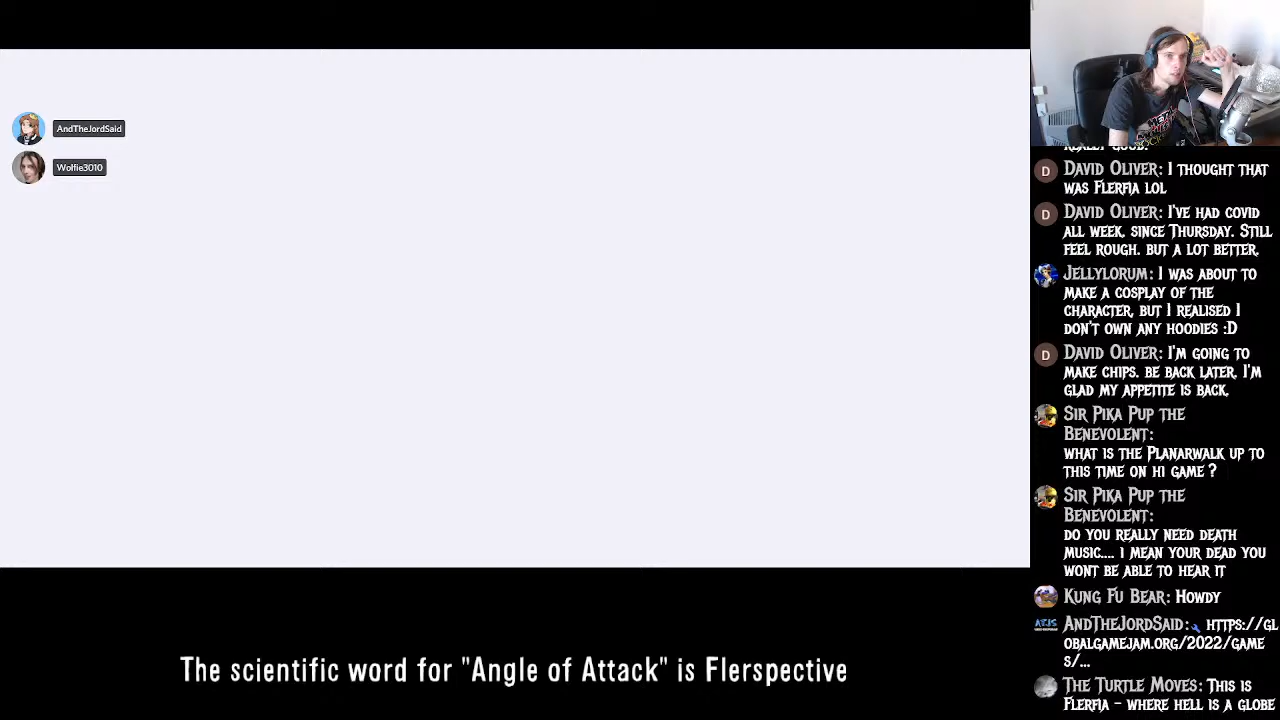 AndTheJordSaid
Wolfie3010
REALLY GOOD.
D DAVID OLIVER: I THOUGHT THAT
WAS FLERFIA LOL
D DAVID OLIVER: I'VE HAD COVID
ALL WEEK. SINCE THURSDAY. STILL
FEEL ROUGH. BUT A LOT BETTER.
JELLYLORUM: I WAS ABOUT TO
MAKE A COSPLAY OF THE
CHARACTER, BUT I REALISED I
DON'T OWN ANY HOODIES :D
D DAVID OLIVER: I'M GOING TO
MAKE CHIPS. BE BACK LATER. I'M
GLAD MY APPETITE IS BACK.
SIR PIKA PUP THE
BENEVOLENT:
WHAT IS THE PLANARWALK UP TO
THIS TIME ON HI GAME ?
SIR PIKA PUP THE
BENEVOLENT:
DO YOU REALLY NEED DEATH
MUSIC.... I MEAN YOUR DEAD YOU
WONT BE ABLE TO HEAR IT
KUNG FU BEAR: HOWDY
ATJS ANDTHEJORDSAID: HTTPS://GL
OBALGAMEJAM.ORG/2022/GAME
S/...
THE TURTLE MOVES: THIS IS
FLERFIA - WHERE HELL IS A GLOBE
The scientific word for "Angle of Attack" is Flerspective